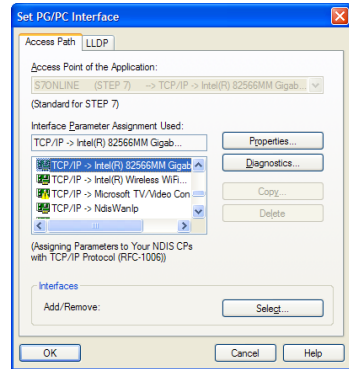 Set PG/PC Interface
Access Path LLDP
Access Point of the Application:
S7ONLINE (STEP 7) -> TCP/IP -> Intel(R) 82566MM Gigab...
(Standard for STEP 7)
Interface Parameter Assignment Used:
TCP/IP -> Intel(R) 82566MM Gigab... Properties...
TCP/IP -> Intel(R) 82566MM Gigab Diagnostics...
TCP/IP -> Intel(R) Wireless WiFi...
TCP/IP -> Microsoft TV/Video Con Copy...
TCP/IP -> NdisWanIp Delete
(Assigning Parameters to Your NDIS CPs
with TCP/IP Protocol (RFC-1006))
Interfaces
Add/Remove: Select...
OK Cancel Help